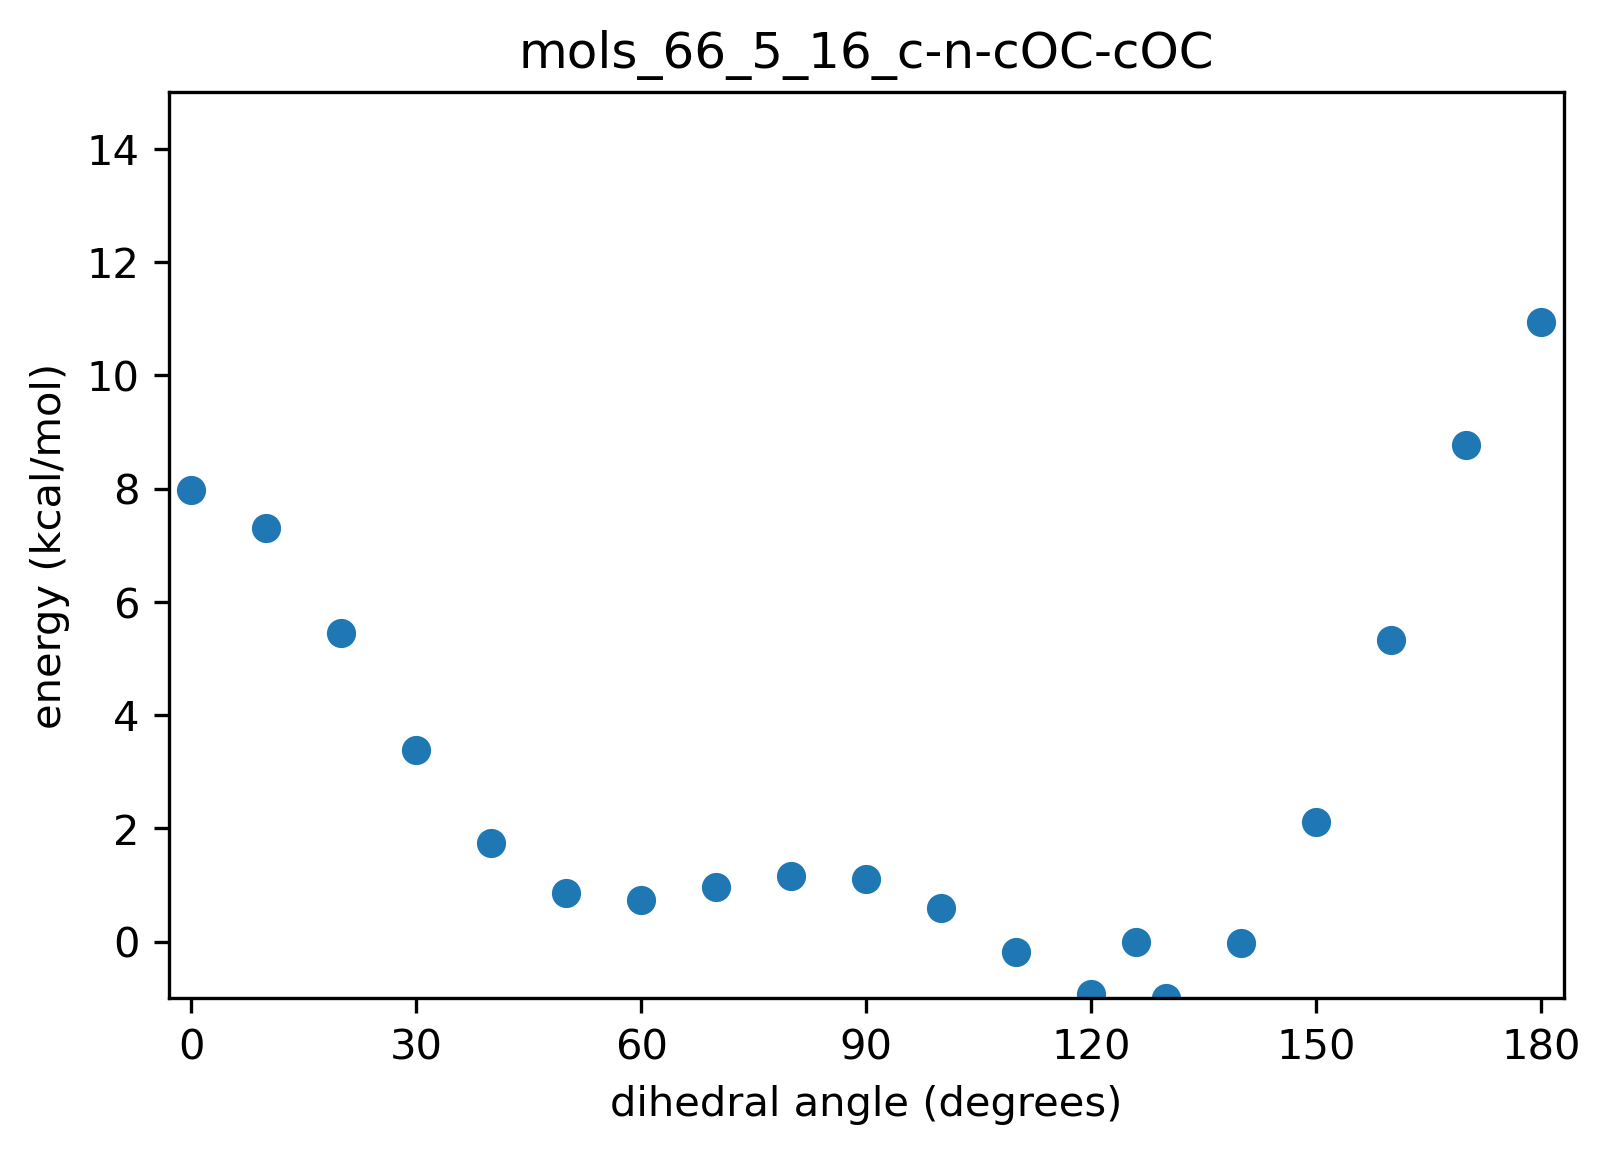 mols_66_5_16_c-n-cOC-cOC
14
12
10
8
6
4
2
0
energy (kcal/mol)
0 30 60 90 120 150 180
dihedral angle (degrees)